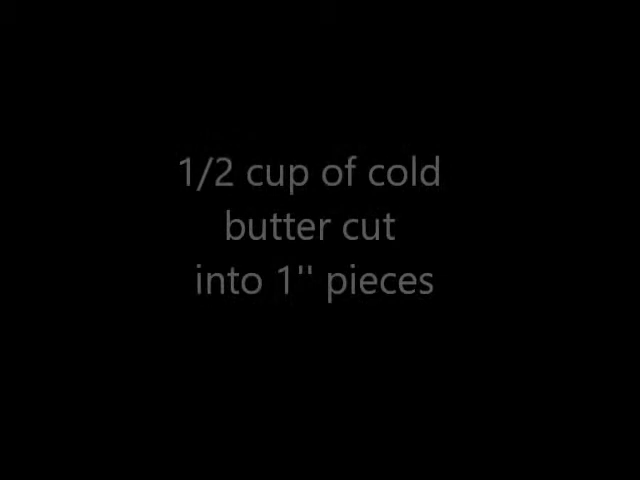 1/2 cup of cold
butter cut
into 1'' pieces